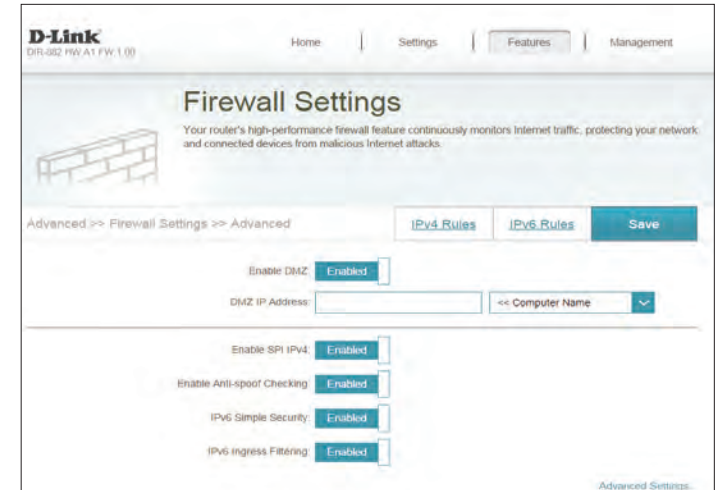 D-Link
DIR-882 HW:A1 FW:1.00
Home
Settings
Features
Management
Firewall Settings
Your router's high-performance firewall feature continuously monitors Internet traffic, protecting your network
and connected devices from malicious Internet attacks.
Advanced >> Firewall Settings >> Advanced
IPv4 Rules
IPv6 Rules
Save
Enable DMZ: Enabled
DMZ IP Address: << Computer Name
Enable SPI IPv4: Enabled
Enable Anti-spoof Checking: Enabled
IPv6 Simple Security: Enabled
IPv6 Ingress Filtering: Enabled
Advanced Settings...